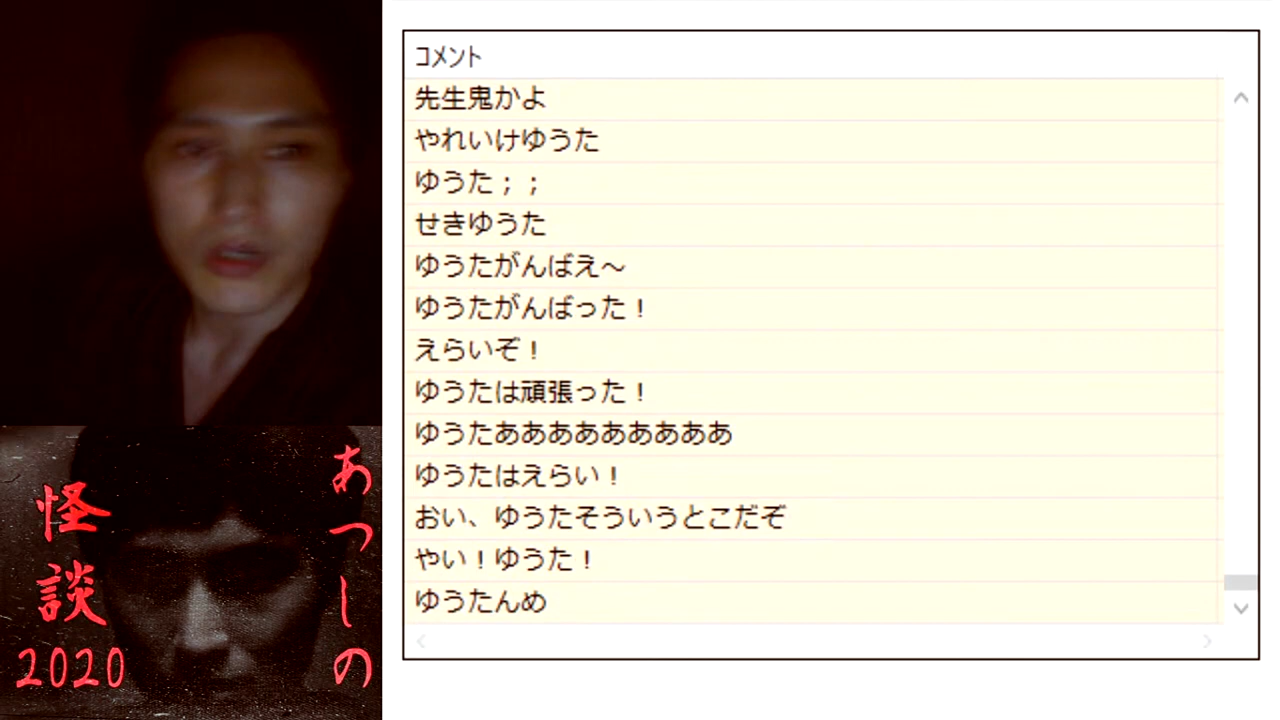 コメント
先生鬼かよ
やれいけゆうた
ゆうた；；
せきゆうた
ゆうたがんばえ～
ゆうたがんばった！
えらいぞ！
ゆうたは頑張った！
ゆうたあああああああああ
ゆうたはえらい！
おい、ゆうたそういうとこだぞ
やい！ゆうた！
ゆうたんめ
あつしの
怪談
2020